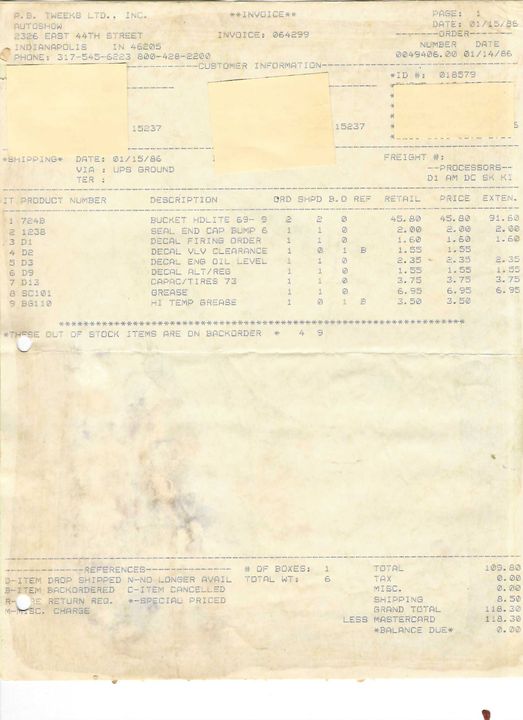 P.B. TWEEKS LTD., INC. **INVOICE** PAGE: 1
AUTOSHOW DATE: 01/15/86
2326 EAST 44TH STREET INVOICE: 064299 ------ORDER------
INDIANAPOLIS IN 46205 NUMBER DATE
PHONE: 317-545-6223 800-428-2200 0049406.00 01/14/86
CUSTOMER INFORMATION
*ID #: 018579
15237 15237
*SHIPPING* DATE: 01/15/86 FREIGHT #:
VIA : UPS GROUND --PROCESSORS--
TER : D1 AM DC SK KI
IT PRODUCT NUMBER DESCRIPTION ORD SHPD B.O REF RETAIL PRICE EXTEN.
1 724B BUCKET HDLITE 69- 9 2 2 0 45.80 45.80 91.60
2 123B SEAL END CAP BUMP 6 1 1 0 2.00 2.00 2.00
3 D1 DECAL FIRING ORDER 1 1 0 1.60 1.60 1.60
4 D2 DECAL VLV CLEARANCE 1 0 1 B 1.55 1.55
5 D3 DECAL ENG OIL LEVEL 1 1 0 2.35 2.35 2.35
6 D9 DECAL ALT/REG 1 1 0 1.55 1.55 1.55
7 D13 CAPAC/TIRES 73 1 1 0 3.75 3.75 3.75
8 SC101 GREASE 1 1 0 6.95 6.95 6.95
9 BG110 HI TEMP GREASE 1 0 1 B 3.50 3.50
*THESE OUT OF STOCK ITEMS ARE ON BACKORDER * 4 9
REFERENCES # OF BOXES: 1 TOTAL 109.80
D-ITEM DROP SHIPPED N-NO LONGER AVAIL TOTAL WT: 6 TAX 0.00
B-ITEM BACKORDERED C-ITEM CANCELLED MISC. 0.00
RETURN REQ. *-SPECIAL PRICED SHIPPING 8.50
M-MISC. CHARGE GRAND TOTAL 118.30
LESS MASTERCARD 118.30
*BALANCE DUE* 0.00